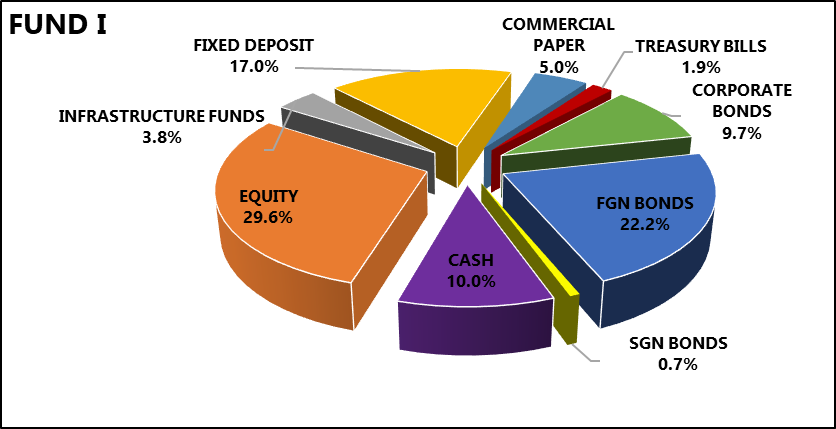 FUND I
COMMERCIAL
PAPER
5.0%
FIXED DEPOSIT
17.0%
TREASURY BILLS
1.9%
CORPORATE
BONDS
9.7%
INFRASTRUCTURE FUNDS
3.8%
EQUITY
29.6%
FGN BONDS
22.2%
CASH
10.0%
SGN BONDS
0.7%